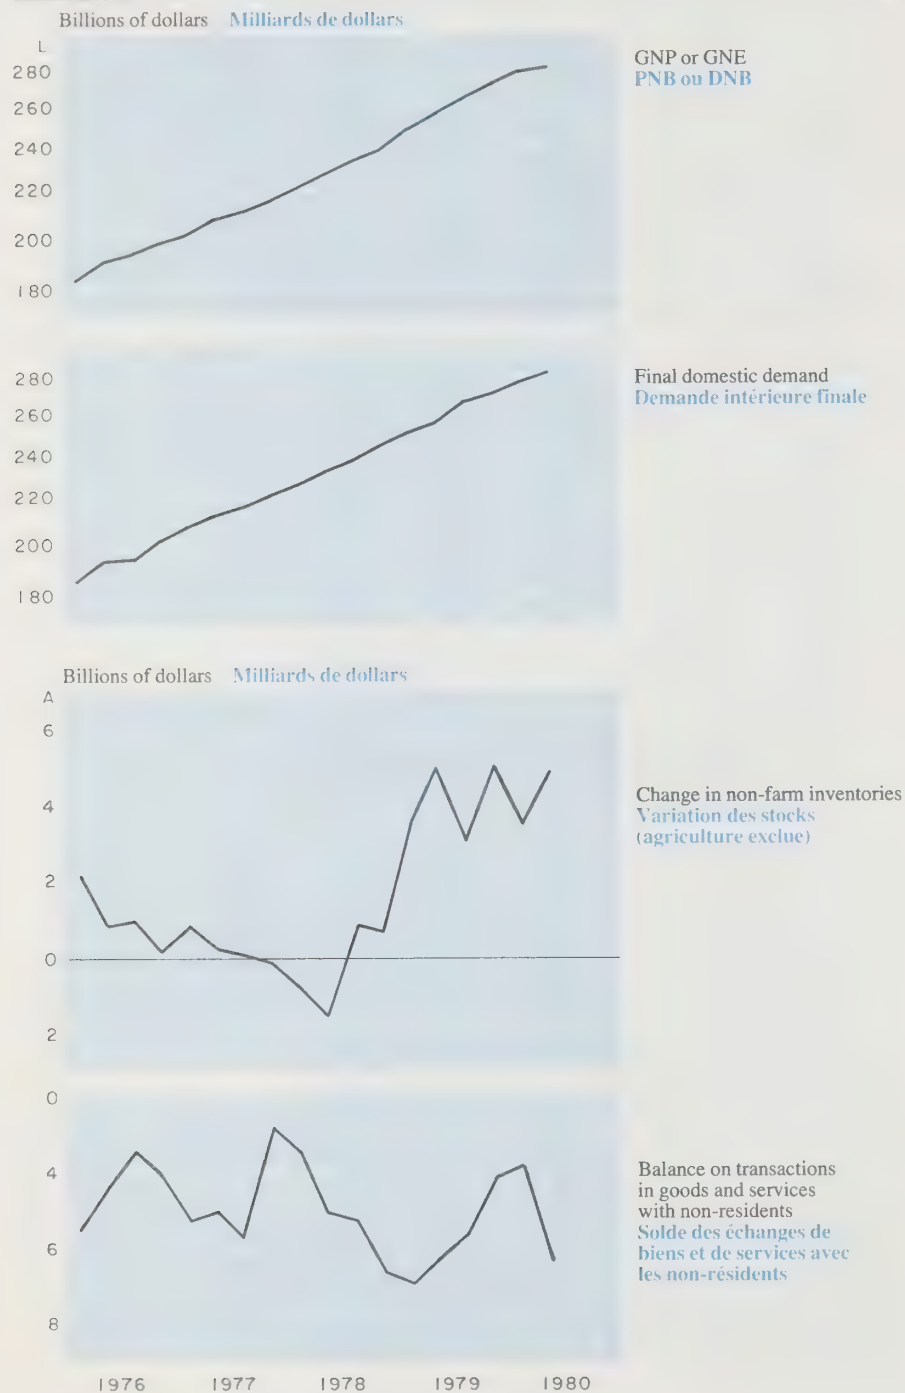 Billions of dollars Milliards de dollars
L
280
260
240
220
200
180
GNP or GNE
PNB ou DNB
280
260
240
220
200
180
Final domestic demand
Demande intérieure finale
Billions of dollars Milliards de dollars
A
6
4
2
0
2
Change in non-farm inventories
Variation des stocks
(agriculture exclue)
0
4
6
8
Balance on transactions
in goods and services
with non-residents
Solde des échanges de
biens et de services avec
les non-résidents
1976 1977 1978 1979 1980